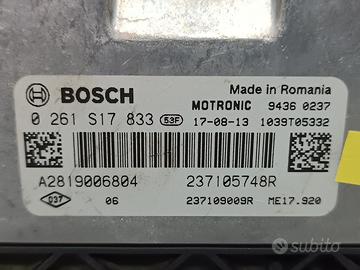 BOSCH
Made in Romania
MOTRONIC 9436 0237
0 261 S17 833 53F 17-08-13 1039T05332
A2819006804 237105748R
037 06 237109009R ME17.920
subito